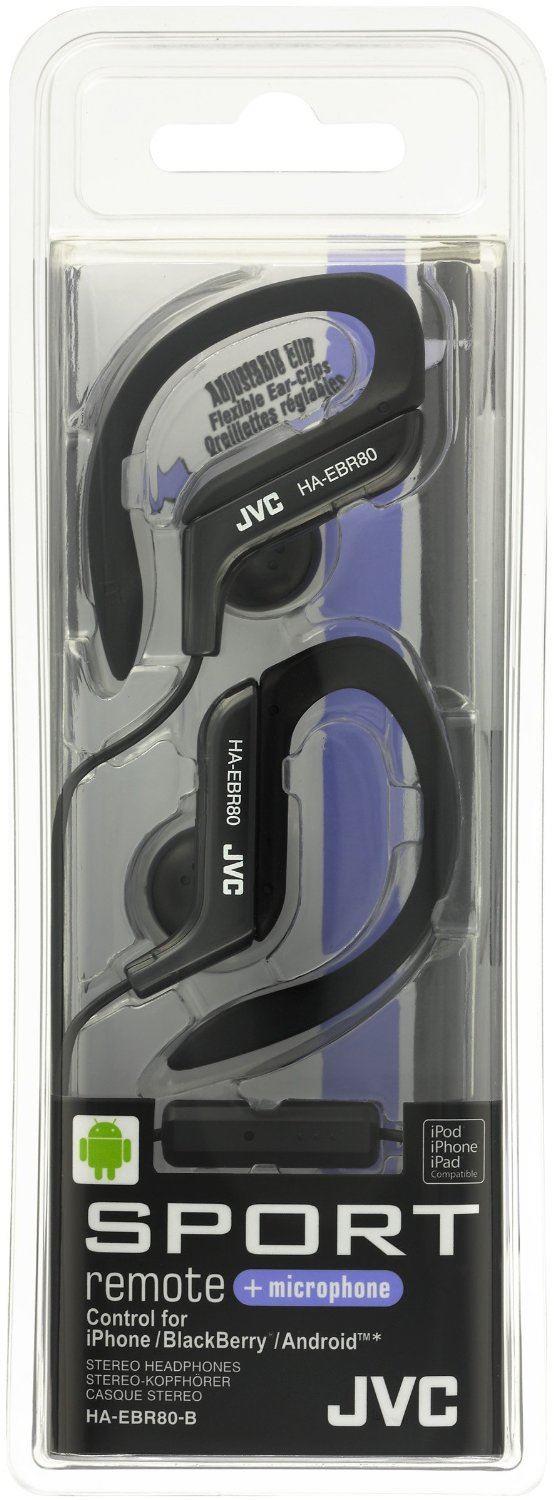 Adjustable clip
Flexible Ear-Clips
Oreillettes réglables
JVC HA-EBR80
HA-EBR80 JVC
iPod
iPhone
iPad
Compatible
SPORT
remote + microphone
Control for
iPhone/BlackBerry™/Android™*
STEREO HEADPHONES
STEREO-KOPFHÖRER
CASQUE STEREO
HA-EBR80-B
JVC